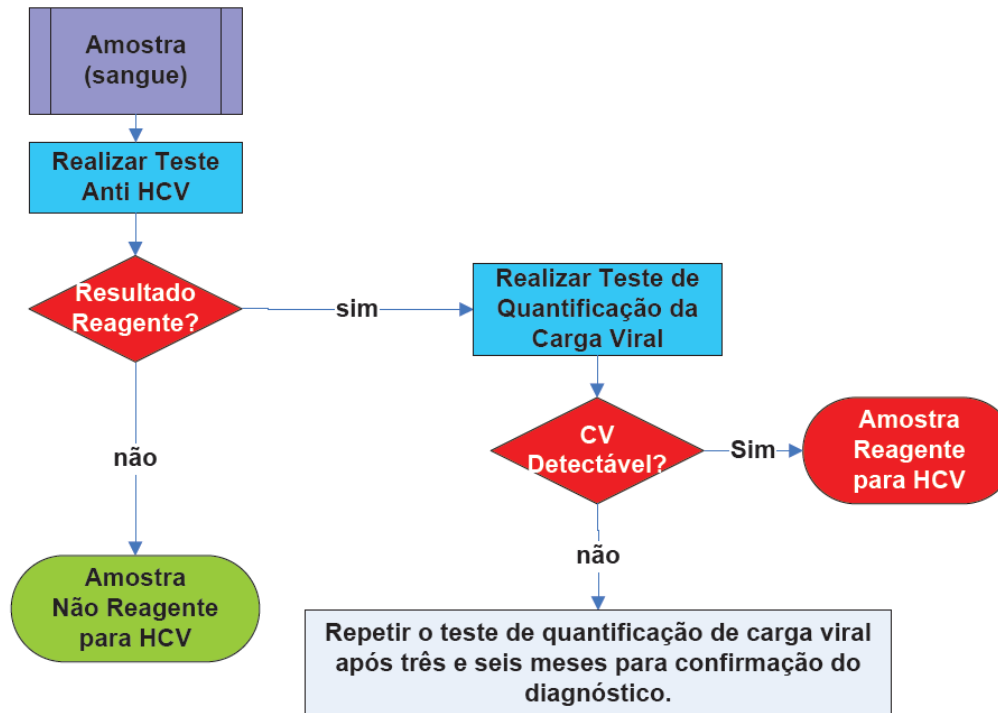 Amostra
(sangue)
Realizar Teste
Anti HCV
Resultado
Reagente?
sim
Realizar Teste de
Quantificação da
Carga Viral
não
CV
Detectável?
Sim
Amostra
Reagente
para HCV
não
Amostra
Não Reagente
para HCV
Repetir o teste de quantificação de carga viral
após três e seis meses para confirmação do
diagnóstico.